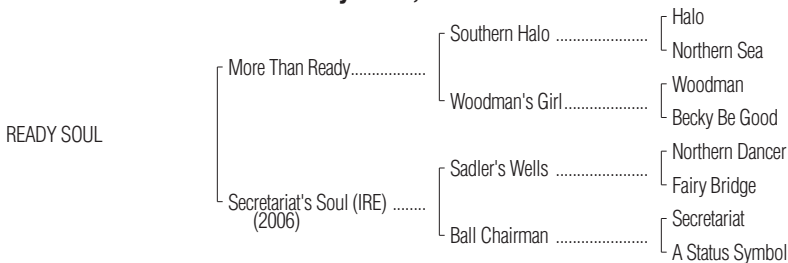 Halo
Southern Halo ......................
Northern Sea
More Than Ready..................
Woodman
Woodman's Girl....................
Becky Be Good
READY SOUL
Northern Dancer
Sadler's Wells ......................
Fairy Bridge
Secretariat's Soul (IRE) ........
(2006)
Secretariat
Ball Chairman ......................
A Status Symbol